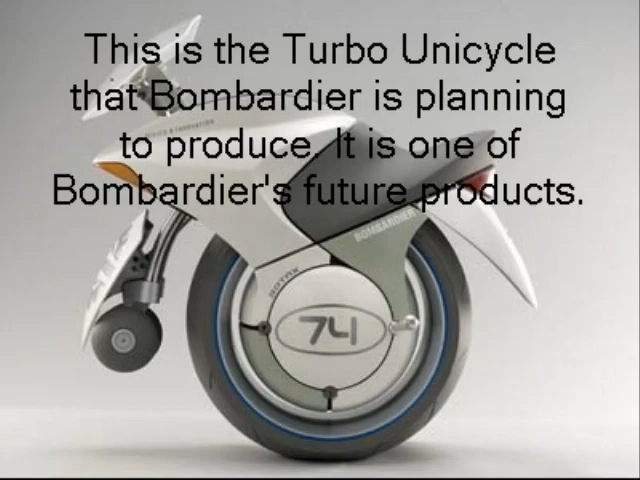 This is the Turbo Unicycle
that Bombardier is planning
to produce. It is one of
Bombardier's future products.
BOMBARDIER
ROTAX
74